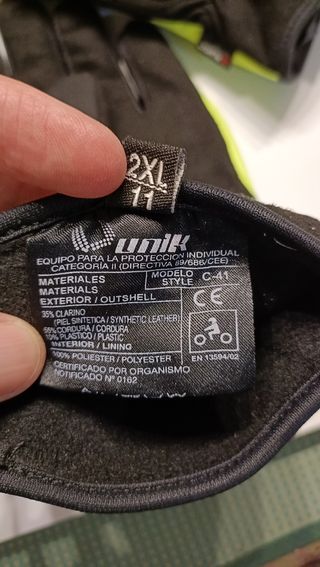 2XL
11
unik
EQUIPO PARA LA PROTECCION INDIVIDUAL
CATEGORÍA II (DIRECTIVA 89/686/CEE)
MATERIALES MODELO C-41
MATERIALS STYLE
EXTERIOR / OUTSHELL
35% CLARINO
(PIEL SINTETICA / SYNTHETIC LEATHER)
55% CORDURA / CORDURA
10% PLASTICO / PLASTIC
INTERIOR / LINING
100% POLIESTER / POLYESTER
CE
EN 13594/02
CERTIFICADO POR ORGANISMO
NOTIFICADO Nº 0162